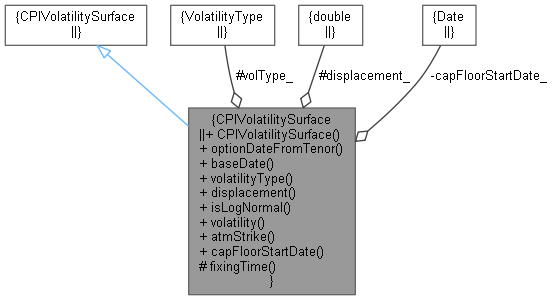 {CPIVolatilitySurface
||}
{VolatilityType
||}
{double
||}
{Date
||}
#volType_
#displacement_
-capFloorStartDate_
{CPIVolatilitySurface
||+ CPIVolatilitySurface()
+ optionDateFromTenor()
+ baseDate()
+ volatilityType()
+ displacement()
+ isLogNormal()
+ volatility()
+ atmStrike()
+ capFloorStartDate()
# fixingTime()
}